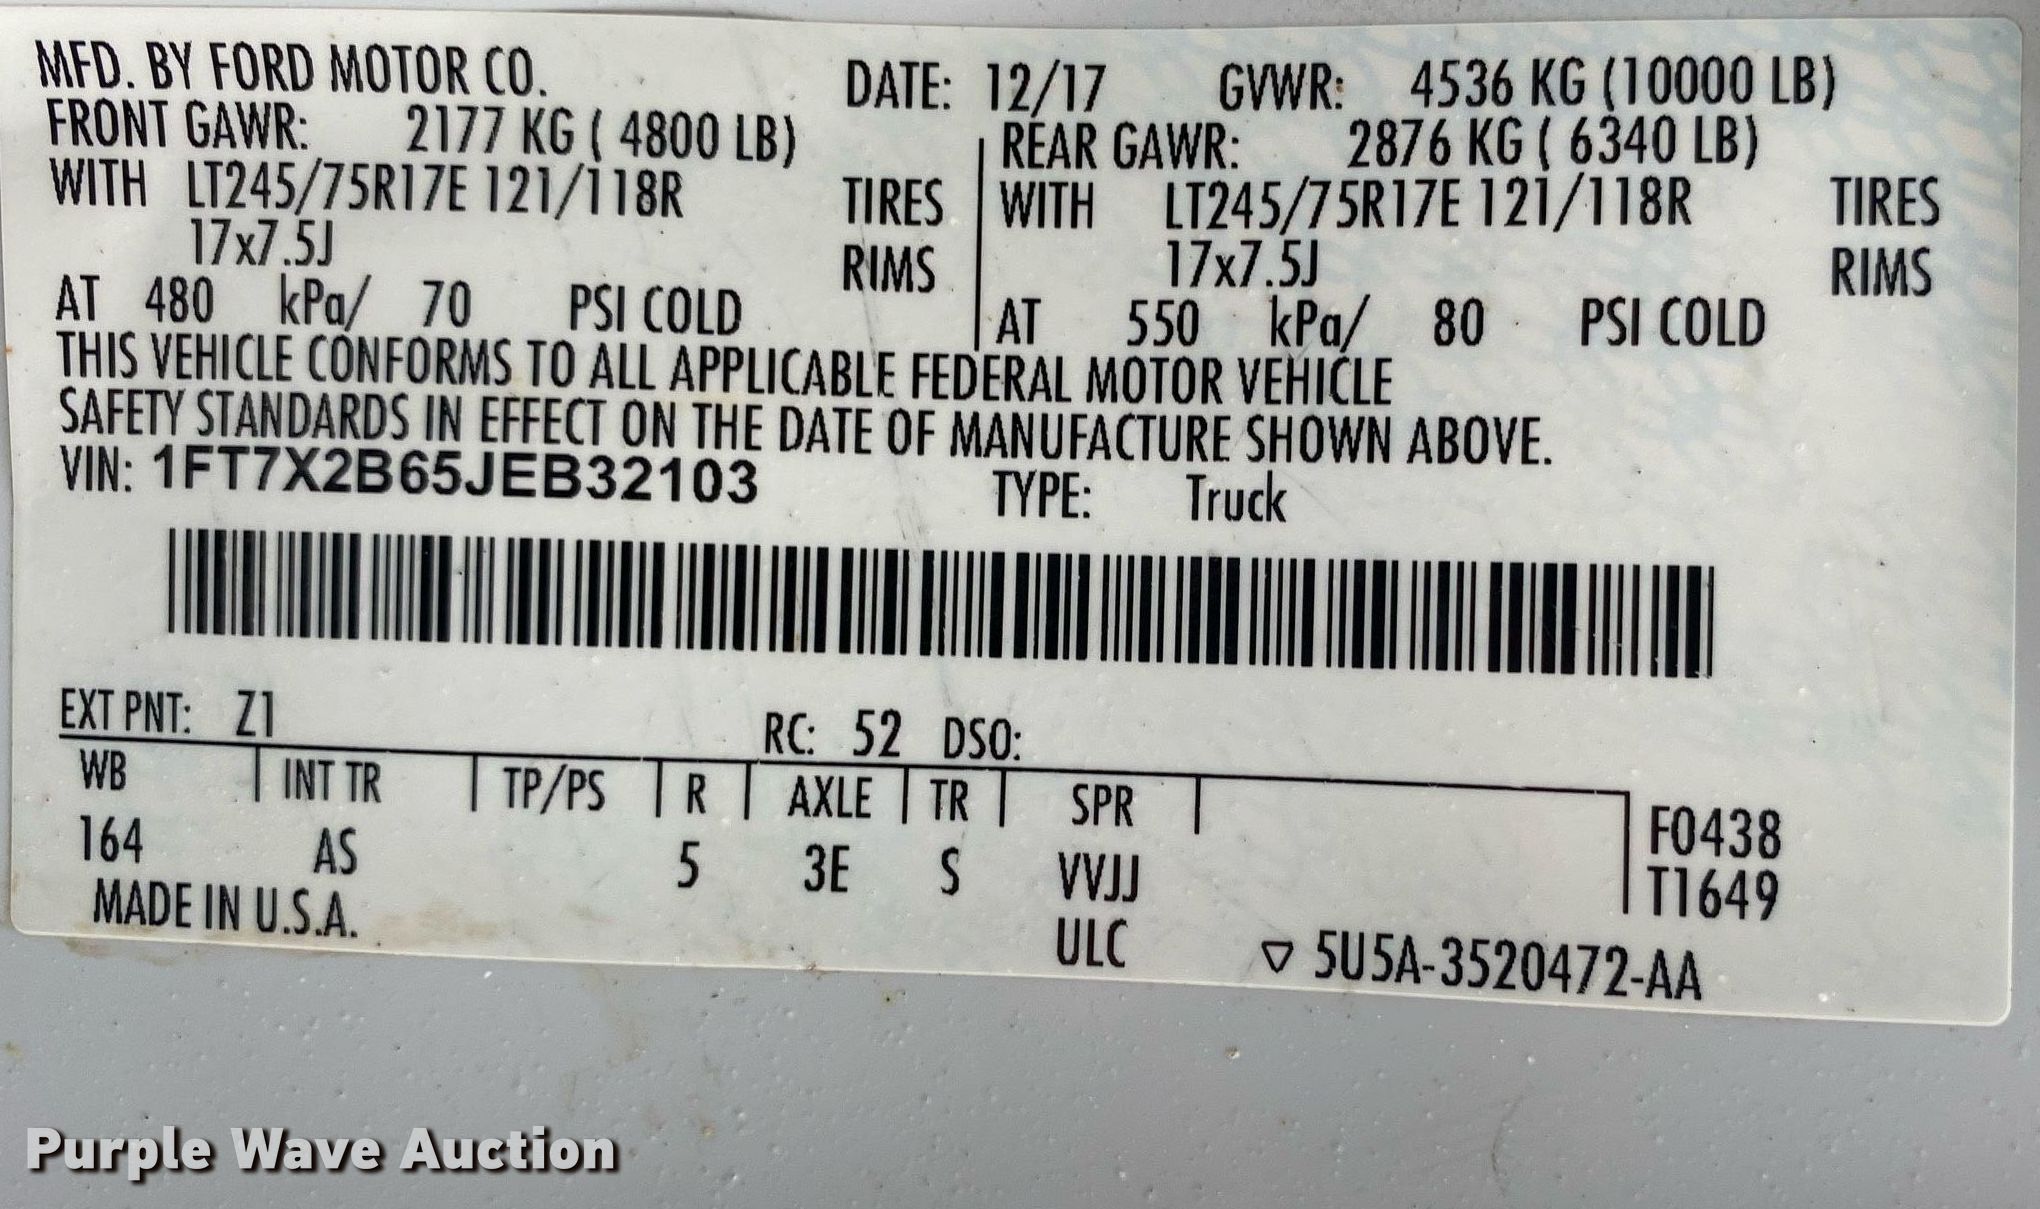 MFD. BY FORD MOTOR CO. DATE: 12/17 GVWR: 4536 KG (10000 LB)
FRONT GAWR: 2177 KG ( 4800 LB) REAR GAWR: 2876 KG ( 6340 LB)
WITH LT245/75R17E 121/118R TIRES WITH LT245/75R17E 121/118R TIRES
17x7.5J RIMS 17x7.5J RIMS
AT 480 kPa/ 70 PSI COLD AT 550 kPa/ 80 PSI COLD
THIS VEHICLE CONFORMS TO ALL APPLICABLE FEDERAL MOTOR VEHICLE
SAFETY STANDARDS IN EFFECT ON THE DATE OF MANUFACTURE SHOWN ABOVE.
VIN: 1FT7X2B65JEB32103 TYPE: Truck
EXT PNT: Z1 RC: 52 DSO:
WB INT TR TP/PS R AXLE TR SPR F0438
164 AS 5 3E S VVJJ T1649
MADE IN U.S.A. ULC ▽ 5U5A-3520472-AA
Purple Wave Auction